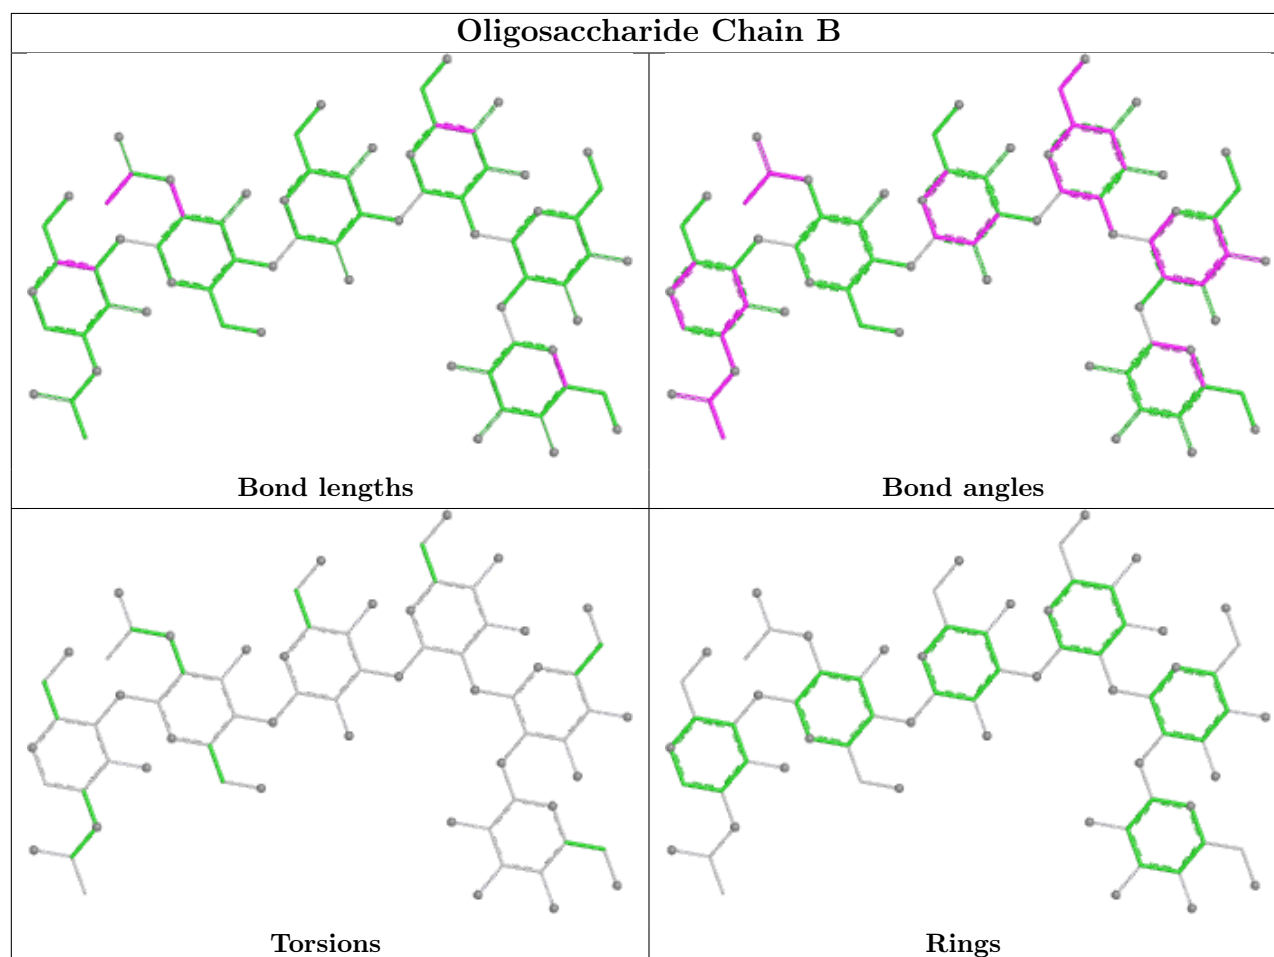 Oligosaccharide Chain B
Bond lengths
Bond angles
Torsions
Rings